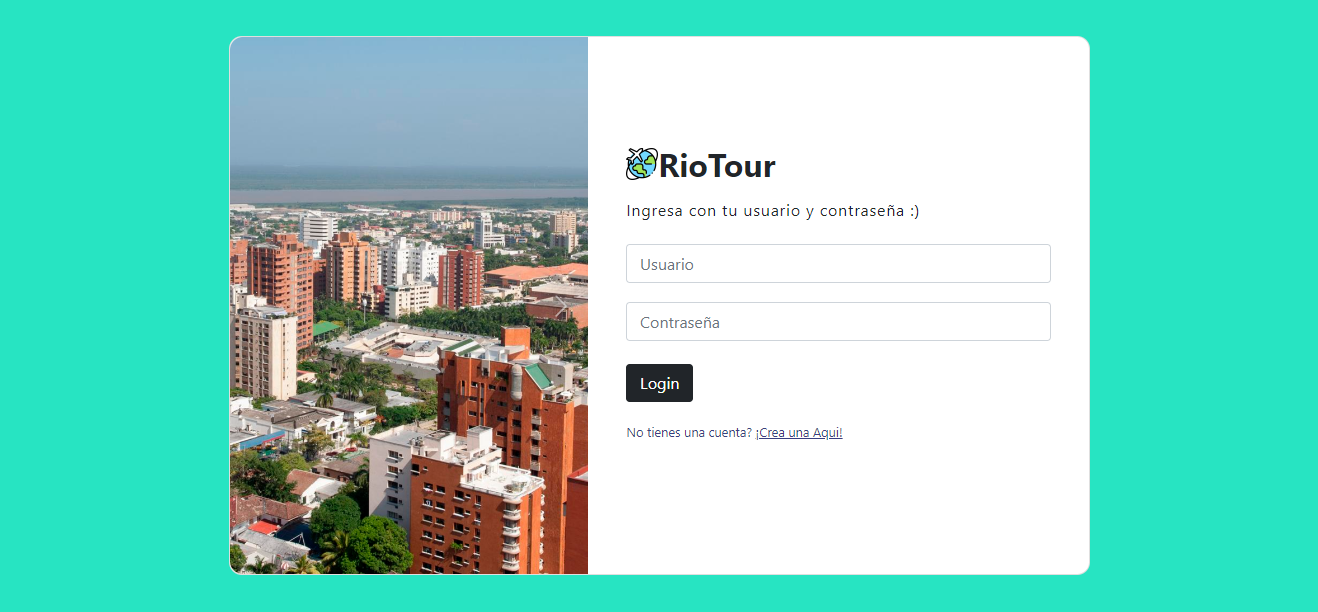 RioTour
Ingresa con tu usuario y contraseña :)
Usuario
Contraseña
Login
No tienes una cuenta? ¡Crea una Aqui!